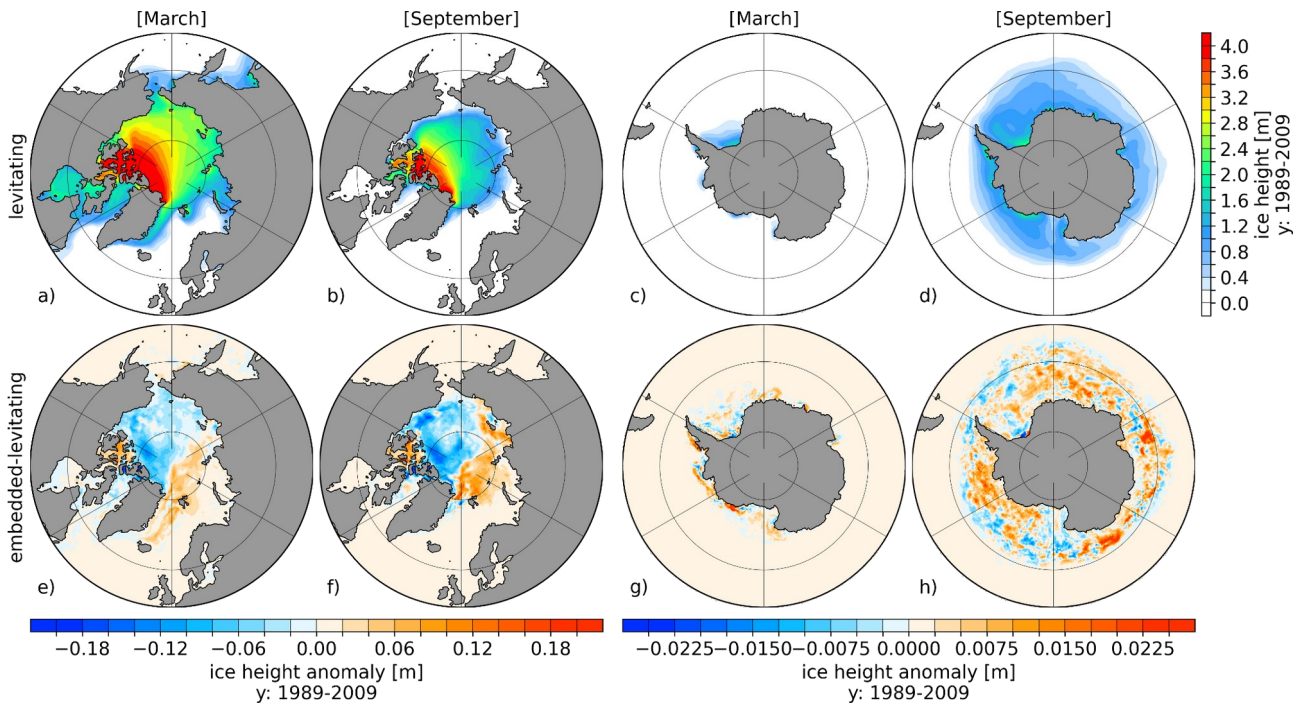 [March]
[September]
[March]
[September]
levitating
a)
b)
c)
d)
4.0
3.6
3.2
2.8
2.4
2.0
1.6
1.2
0.8
0.4
0.0
ice height [m]
y: 1989-2009
embedded-levitating
e)
f)
g)
h)
−0.18 −0.12 −0.06 0.00 0.06 0.12 0.18
ice height anomaly [m]
y: 1989-2009
−0.0225 −0.0150 −0.0075 0.0000 0.0075 0.0150 0.0225
ice height anomaly [m]
y: 1989-2009